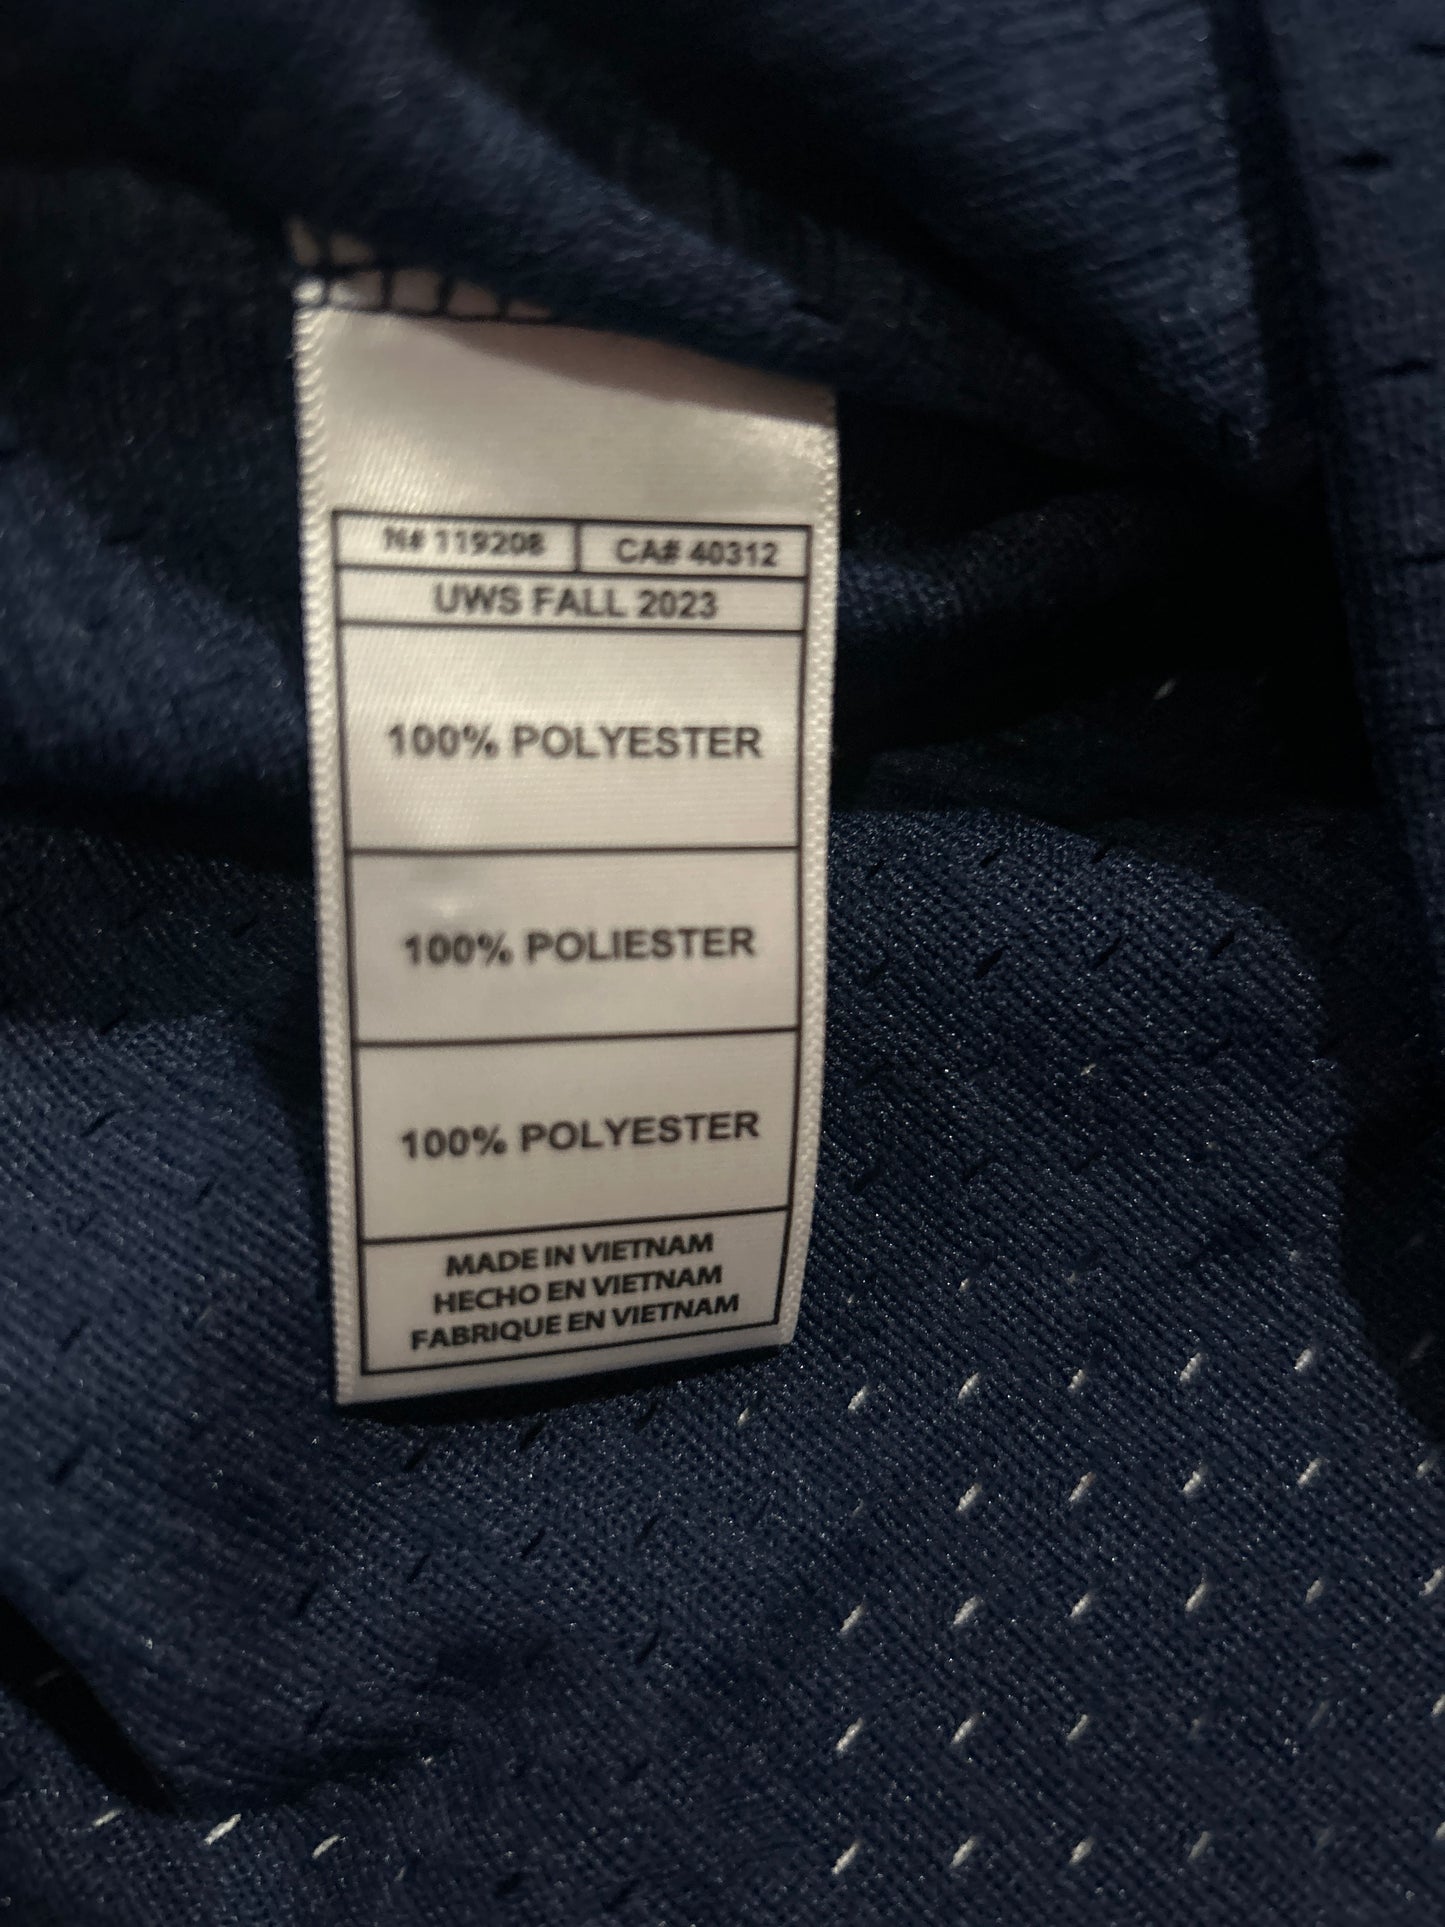 N# 119208 CA# 40312
UWS FALL 2023
100% POLYESTER
100% POLIESTER
100% POLYESTER
MADE IN VIETNAM
HECHO EN VIETNAM
FABRIQUE EN VIETNAM